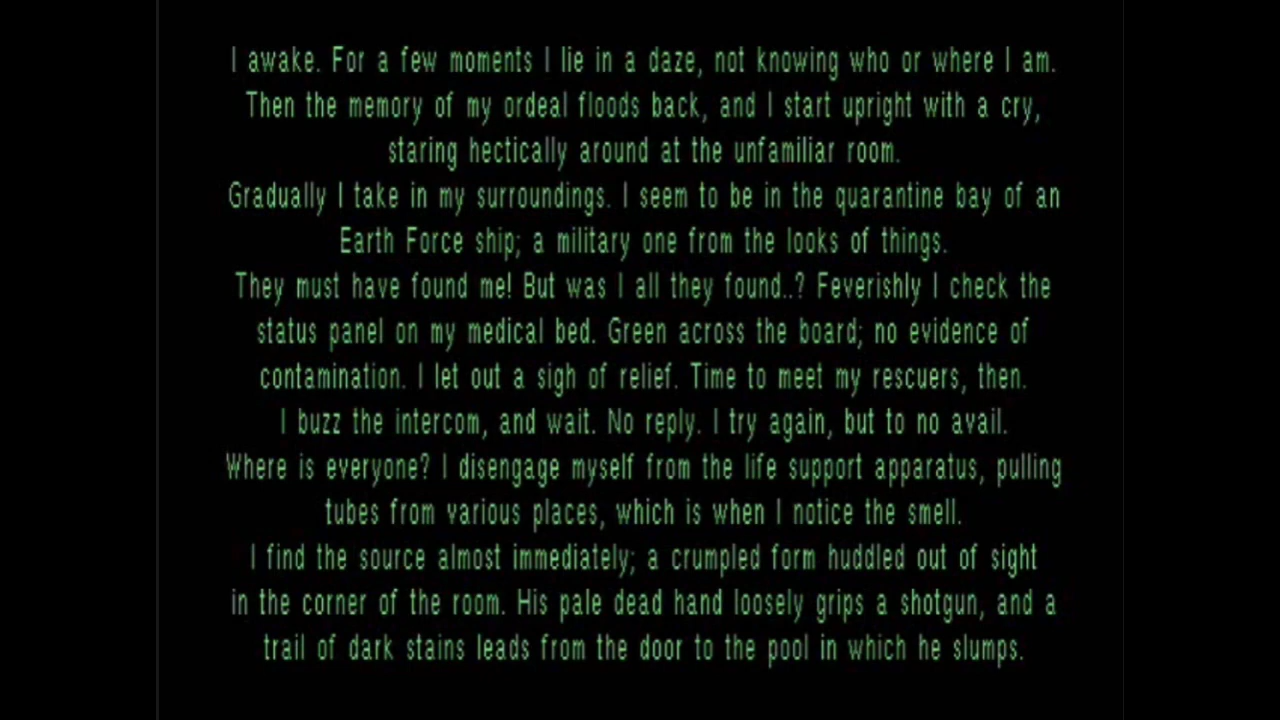 I awake. For a few moments I lie in a daze, not knowing who or where I am.
Then the memory of my ordeal floods back, and I start upright with a cry,
staring hectically around at the unfamiliar room.
Gradually I take in my surroundings. I seem to be in the quarantine bay of an
Earth Force ship; a military one from the looks of things.
They must have found me! But was I all they found..? Feverishly I check the
status panel on my medical bed. Green across the board; no evidence of
contamination. I let out a sigh of relief. Time to meet my rescuers, then.
I buzz the intercom, and wait. No reply. I try again, but to no avail.
Where is everyone? I disengage myself from the life support apparatus, pulling
tubes from various places, which is when I notice the smell.
I find the source almost immediately; a crumpled form huddled out of sight
in the corner of the room. His pale dead hand loosely grips a shotgun, and a
trail of dark stains leads from the door to the pool in which he slumps.